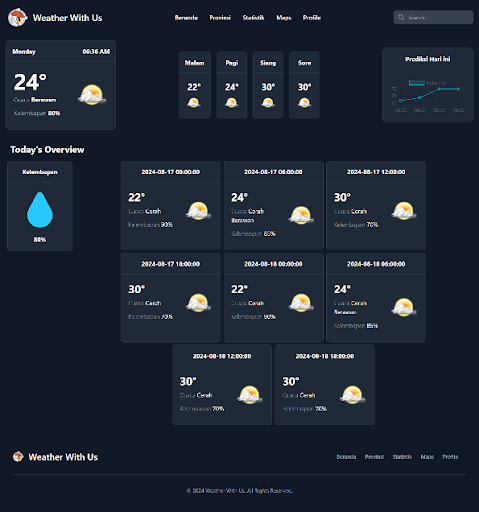 Weather With Us
Beranda Provinsi Statistik Maps Profile
Search...
Monday 06:36 AM
24°
Cuaca Berawan
Kelembapan 80%
Malam Pagi Siang Sore
22° 24° 30° 30°
Prediksi Hari Ini
Today's Overview
Kelembapan
80%
2024-08-17 00:00:00
22°
Cuaca Cerah
Kelembapan 90%
2024-08-17 06:00:00
24°
Cuaca Cerah
Berawan
Kelembapan 85%
2024-08-17 12:00:00
30°
Cuaca Cerah
Kelembapan 70%
2024-08-17 18:00:00
30°
Cuaca Cerah
Kelembapan 70%
2024-08-18 00:00:00
22°
Cuaca Cerah
Kelembapan 90%
2024-08-18 06:00:00
24°
Cuaca Cerah
Berawan
Kelembapan 85%
2024-08-18 12:00:00
30°
Cuaca Cerah
Kelembapan 70%
2024-08-18 18:00:00
30°
Cuaca Cerah
Kelembapan 70%
Weather With Us
Beranda Provinsi Statistik Maps Profile
© 2024 Weather With Us. All Rights Reserved.